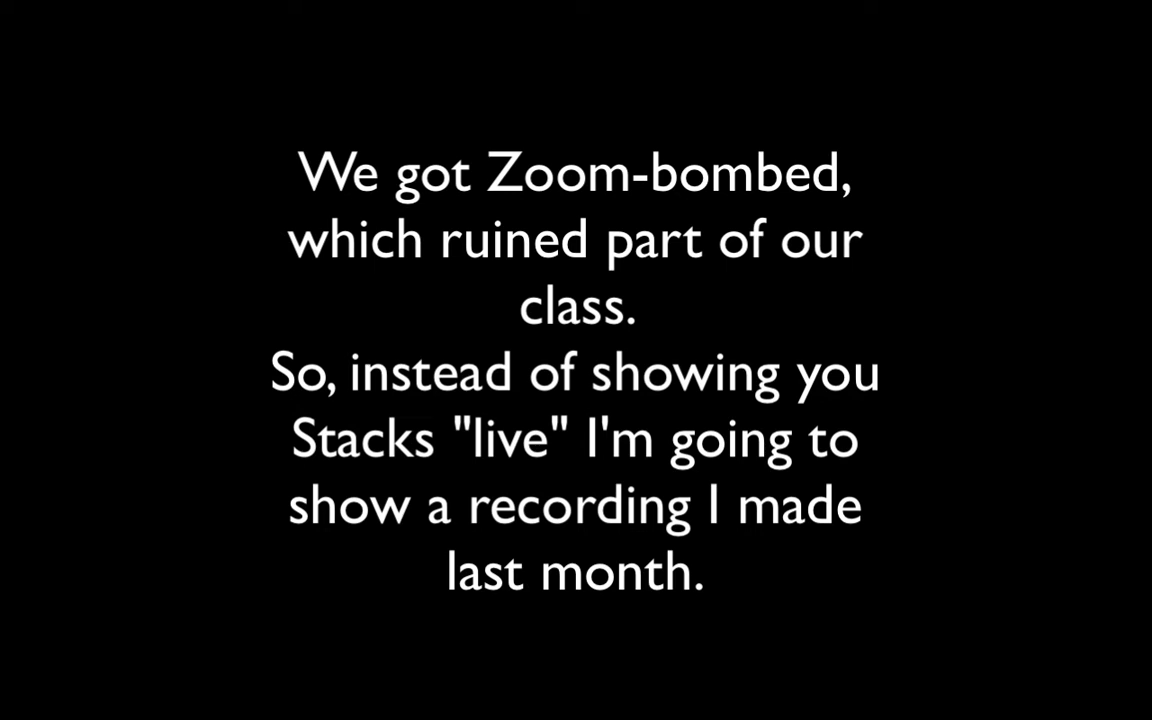 We got Zoom-bombed,
which ruined part of our
class.
So, instead of showing you
Stacks "live" I'm going to
show a recording I made
last month.